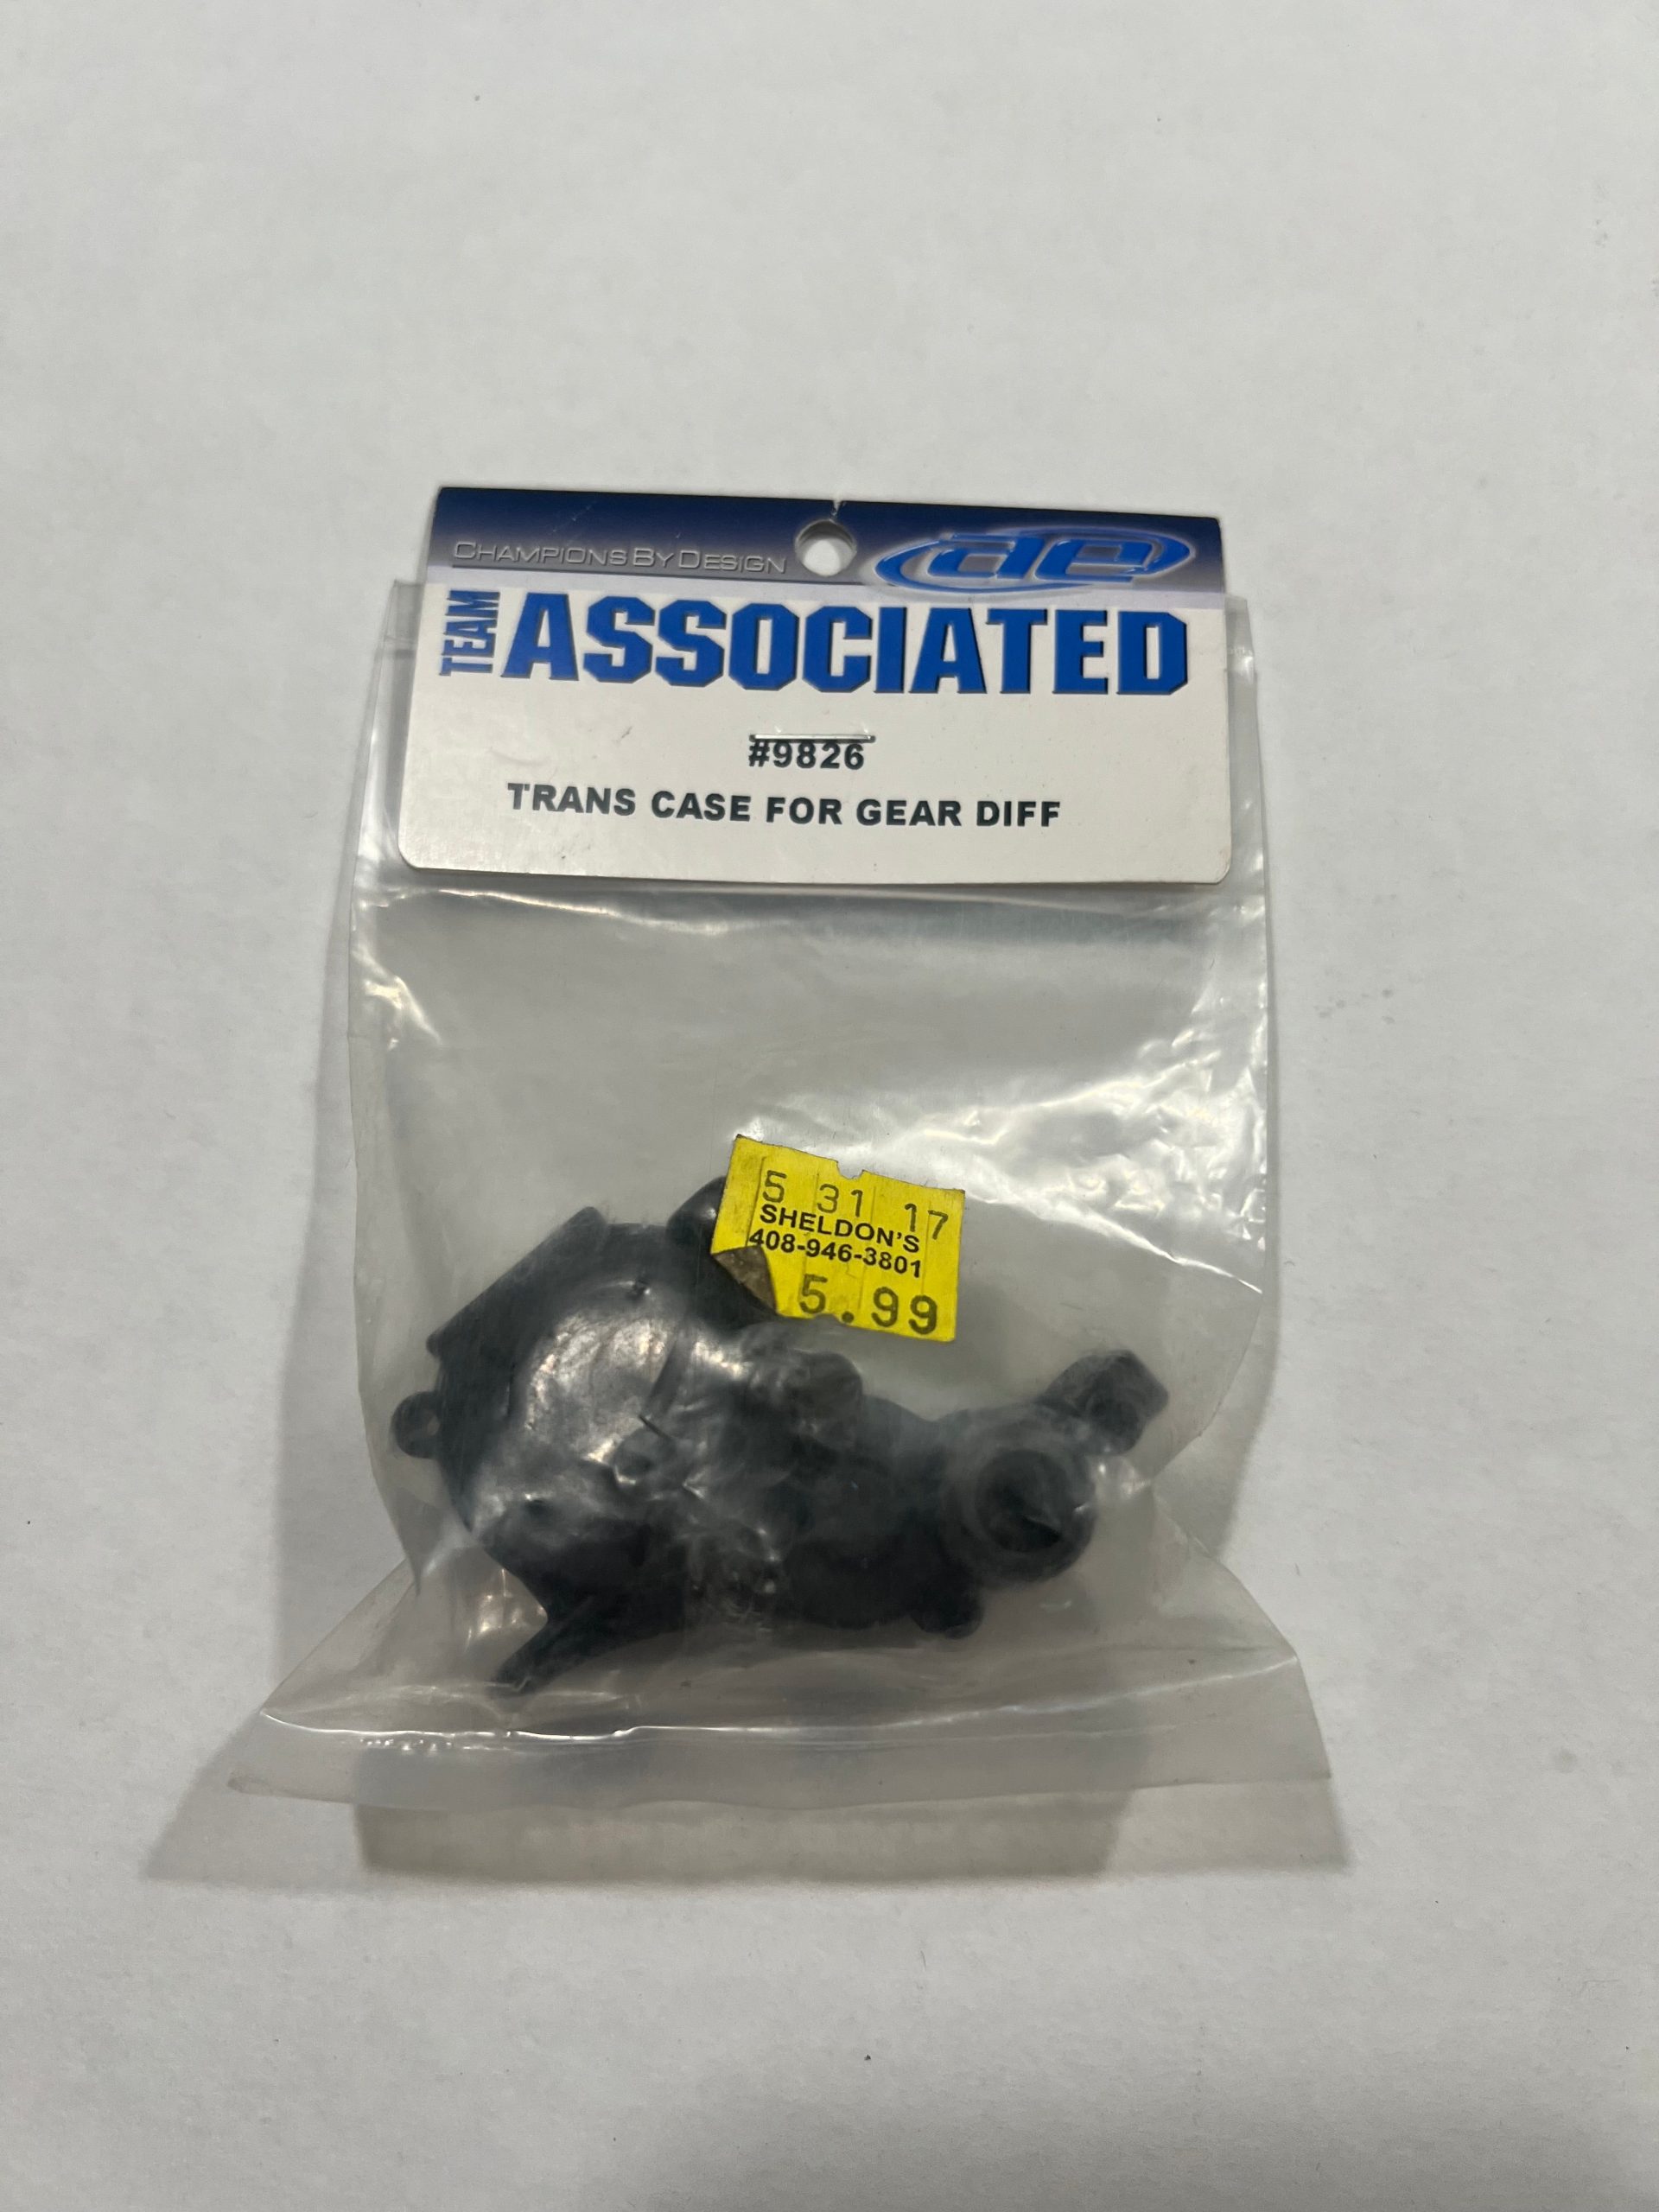 CHAMPIONS BY DESIGN
ae
TEAM ASSOCIATED
#9826
TRANS CASE FOR GEAR DIFF
5 31 17
SHELDON'S
408-946-3801
5.99